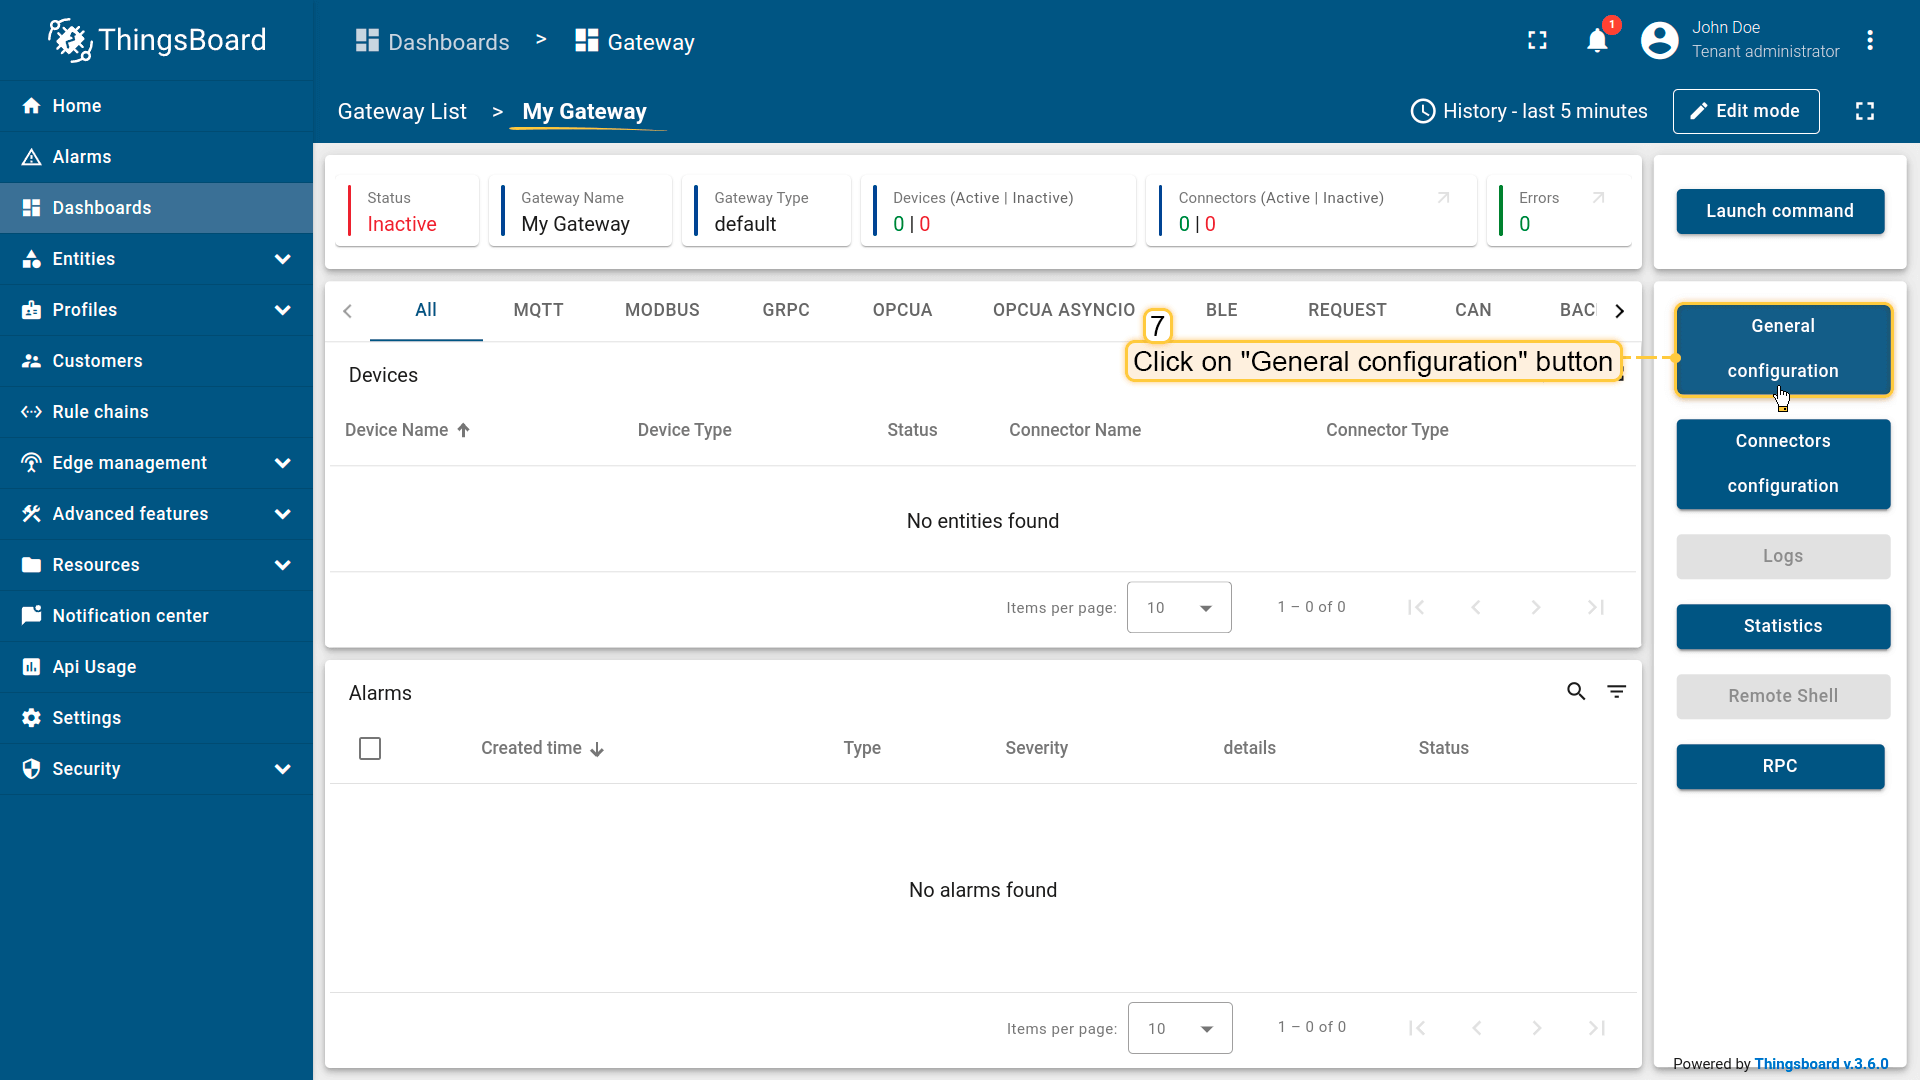 ThingsBoard
Dashboards > Gateway
1
John Doe
Tenant administrator
Home
Alarms
Dashboards
Entities
Profiles
Customers
Rule chains
Edge management
Advanced features
Resources
Notification center
Api Usage
Settings
Security
Gateway List > My Gateway
History - last 5 minutes
Edit mode
Status
Inactive
Gateway Name
My Gateway
Gateway Type
default
Devices (Active | Inactive)
0 | 0
Connectors (Active | Inactive)
0 | 0
Errors
0
Launch command
All MQTT MODBUS GRPC OPCUA OPCUA ASYNCIO BLE REQUEST CAN BAC
7
Click on "General configuration" button
Devices
Device Name Device Type Status Connector Name Connector Type
No entities found
Items per page: 10 1 – 0 of 0
Alarms
Created time Type Severity details Status
No alarms found
Items per page: 10 1 – 0 of 0
General
configuration
Connectors
configuration
Logs
Statistics
Remote Shell
RPC
Powered by Thingsboard v.3.6.0